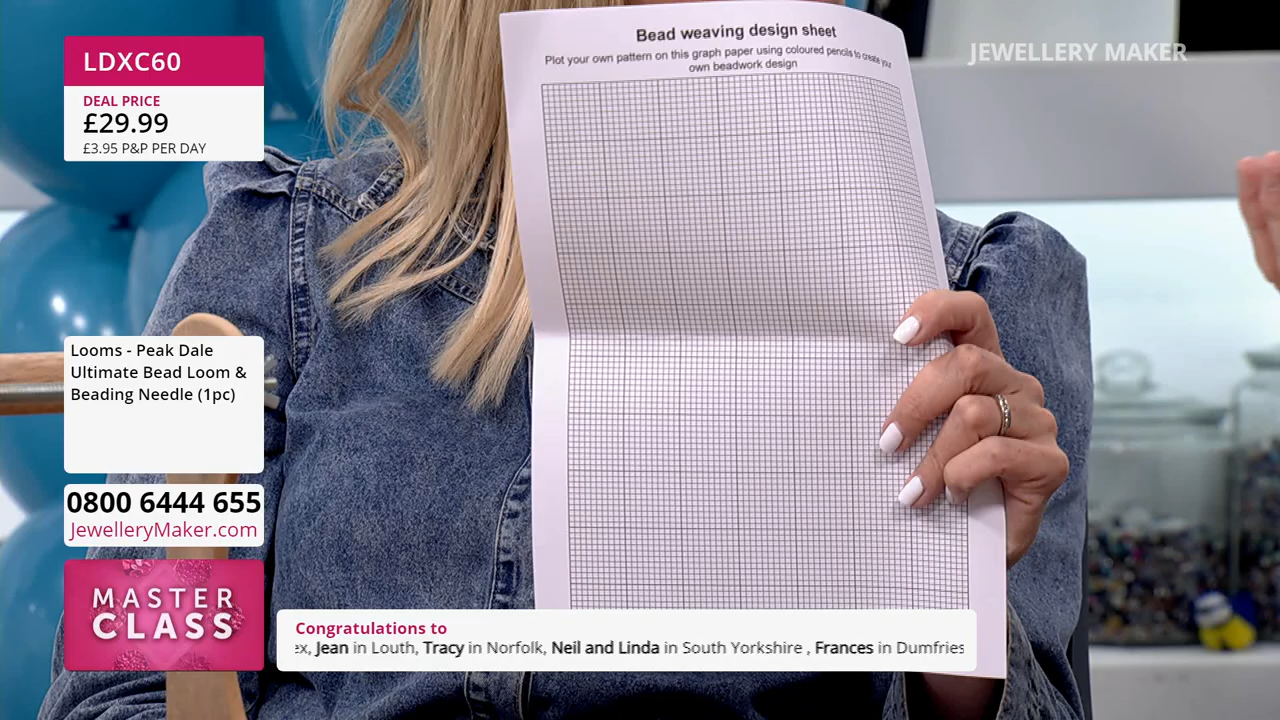 LDXC60
DEAL PRICE
£29.99
£3.95 P&P PER DAY
Bead weaving design sheet
Plot your own pattern on this graph paper using coloured pencils to create your
own beadwork design
JEWELLERY MAKER
Looms - Peak Dale
Ultimate Bead Loom &
Beading Needle (1pc)
0800 6444 655
JewelleryMaker.com
MASTER
CLASS
Congratulations to
Jean in Louth, Tracy in Norfolk, Neil and Linda in South Yorkshire , Frances in Dumfries